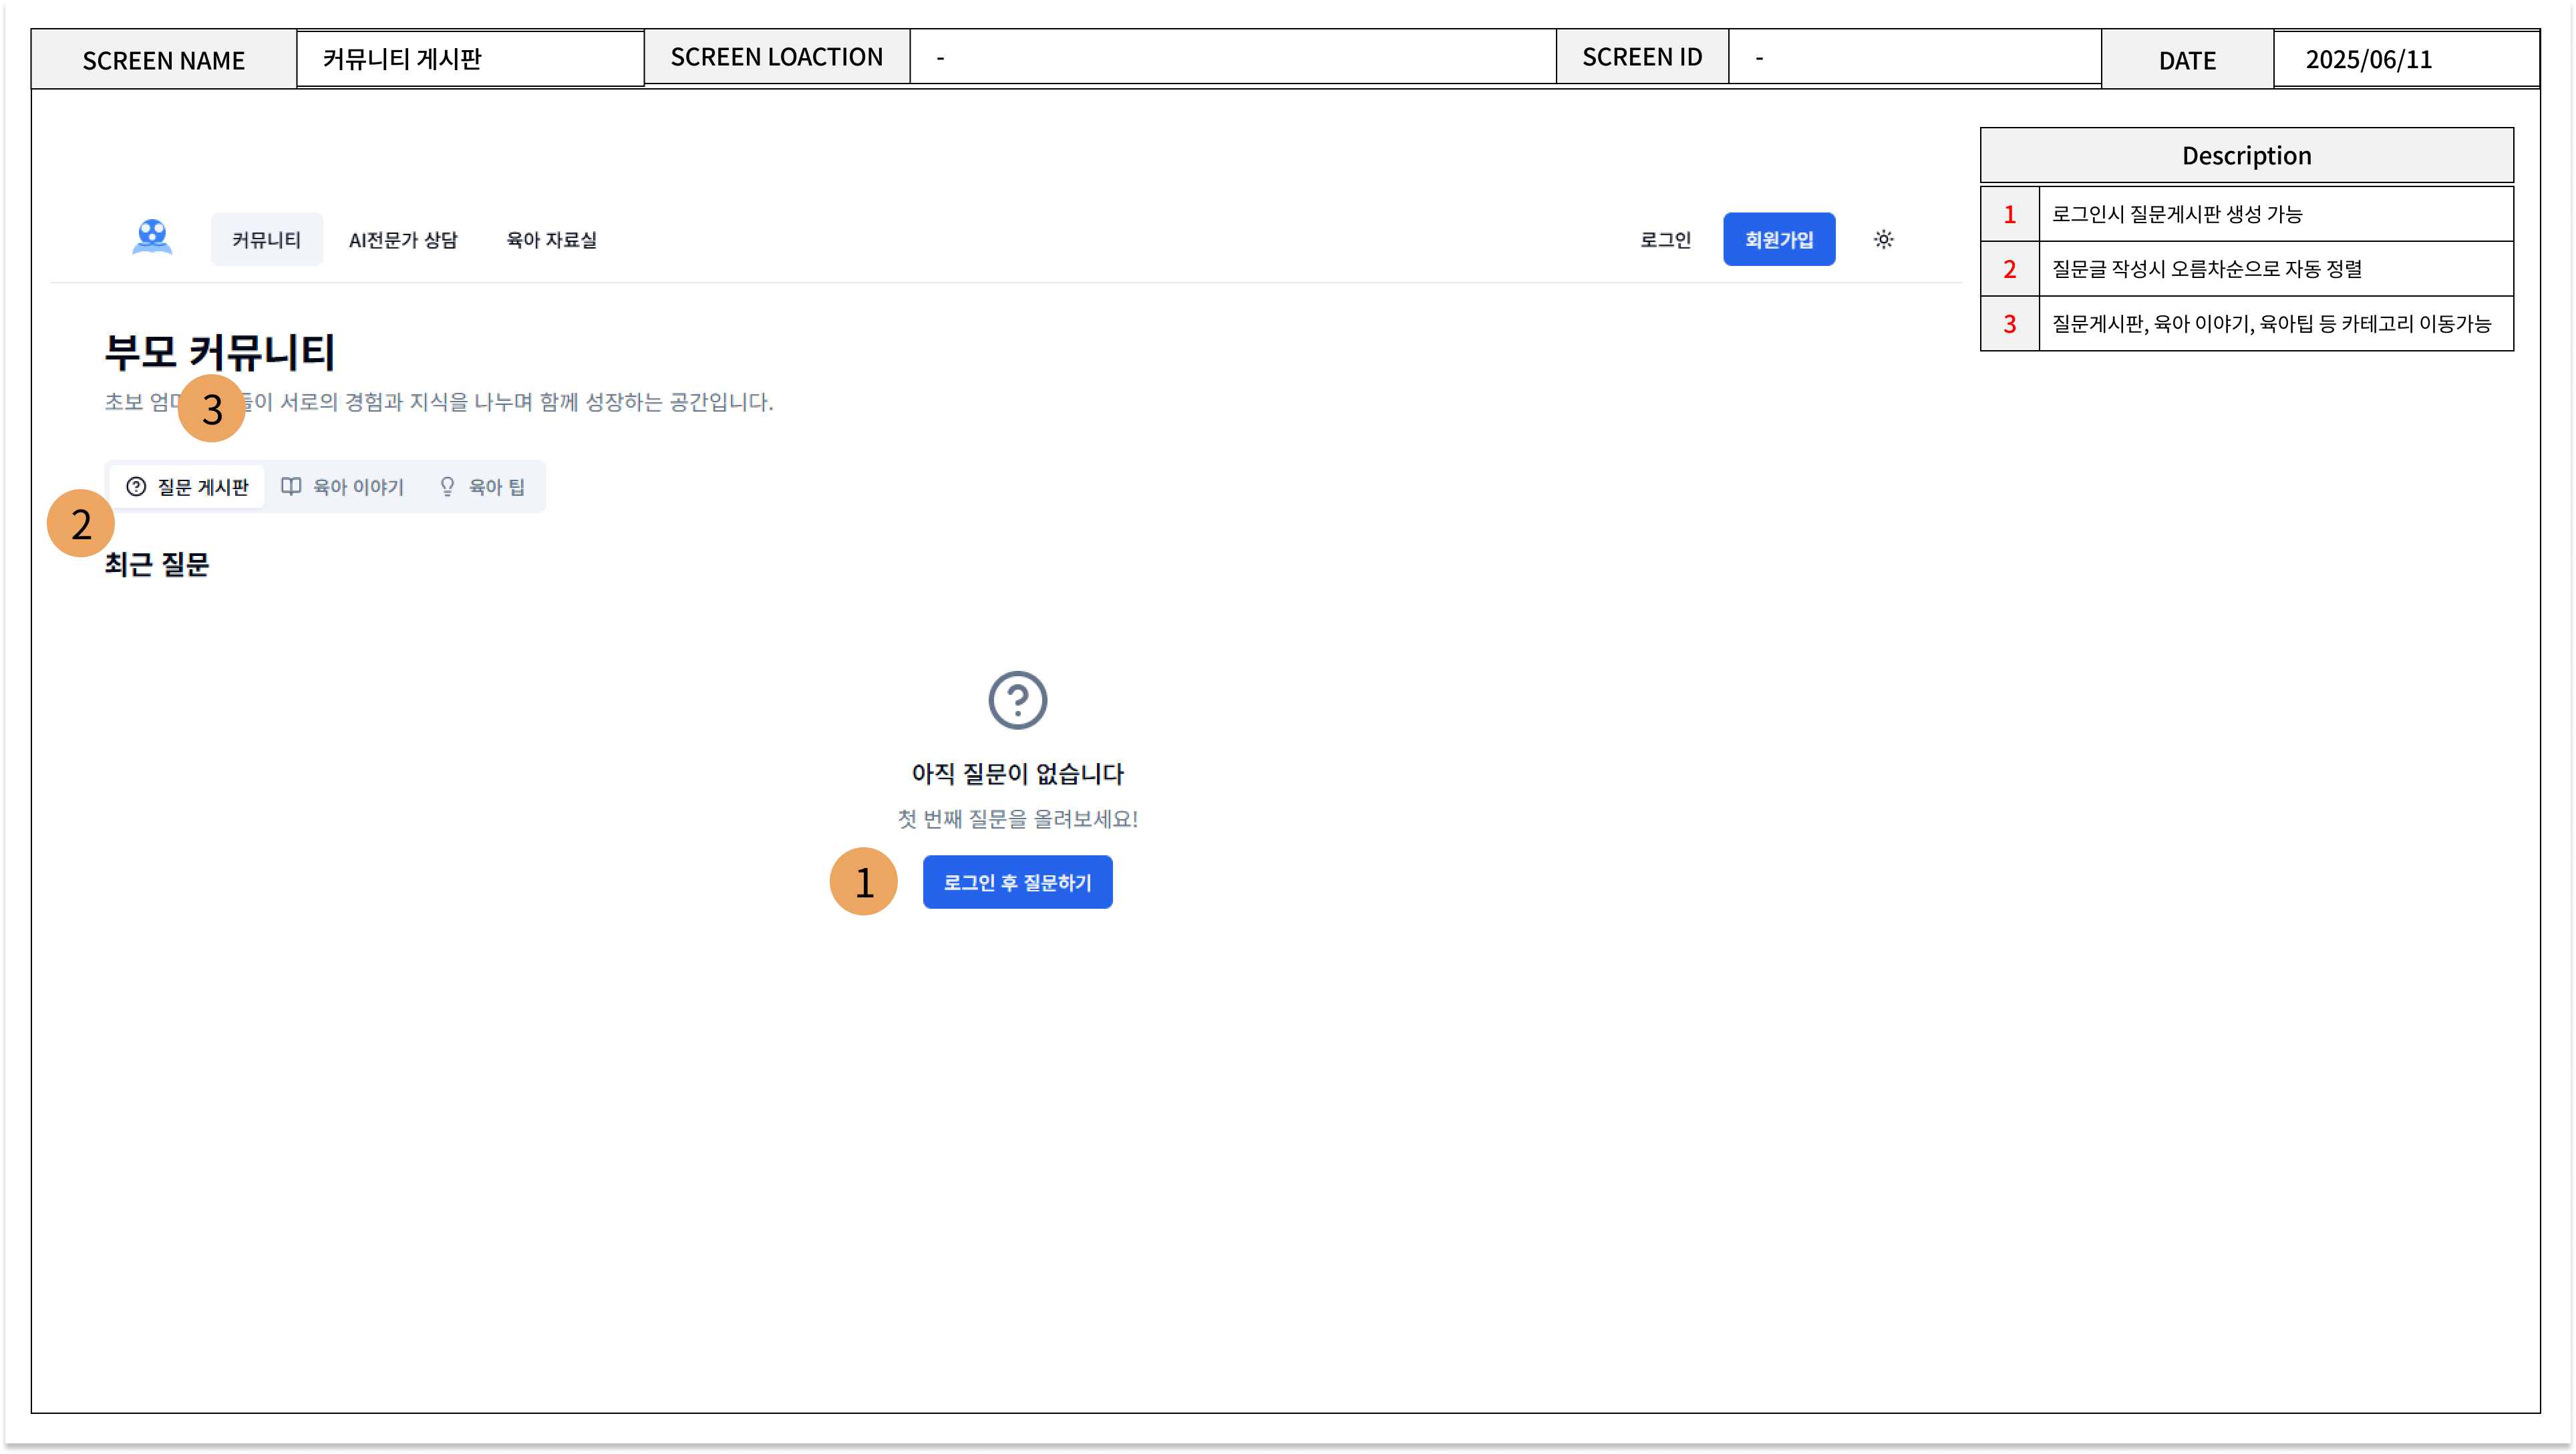 SCREEN NAME 커뮤니티 게시판 SCREEN LOACTION - SCREEN ID - DATE 2025/06/11
Description
1 로그인시 질문게시판 생성 가능
2 질문글 작성시 오름차순으로 자동 정렬
3 질문게시판, 육아 이야기, 육아팁 등 카테고리 이동가능
커뮤니티 AI전문가 상담 육아 자료실 로그인 회원가입
부모 커뮤니티
초보 들이 서로의 경험과 지식을 나누며 함께 성장하는 공간입니다.
3
질문 게시판 육아 이야기 육아 팁
2
최근 질문
아직 질문이 없습니다
첫 번째 질문을 올려보세요!
1 로그인 후 질문하기